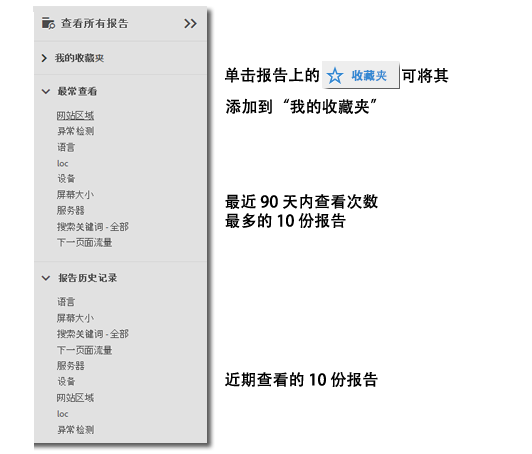 查看所有报告
我的收藏夹
最常查看
网站区域
异常检测
语言
loc
设备
屏幕大小
服务器
搜索关键词 - 全部
下一页面流量
报告历史记录
语言
屏幕大小
搜索关键词 - 全部
下一页面流量
服务器
设备
网站区域
loc
异常检测
单击报告上的 收藏夹 可将其
添加到“我的收藏夹”
最近 90 天内查看次数
最多的 10 份报告
近期查看的 10 份报告